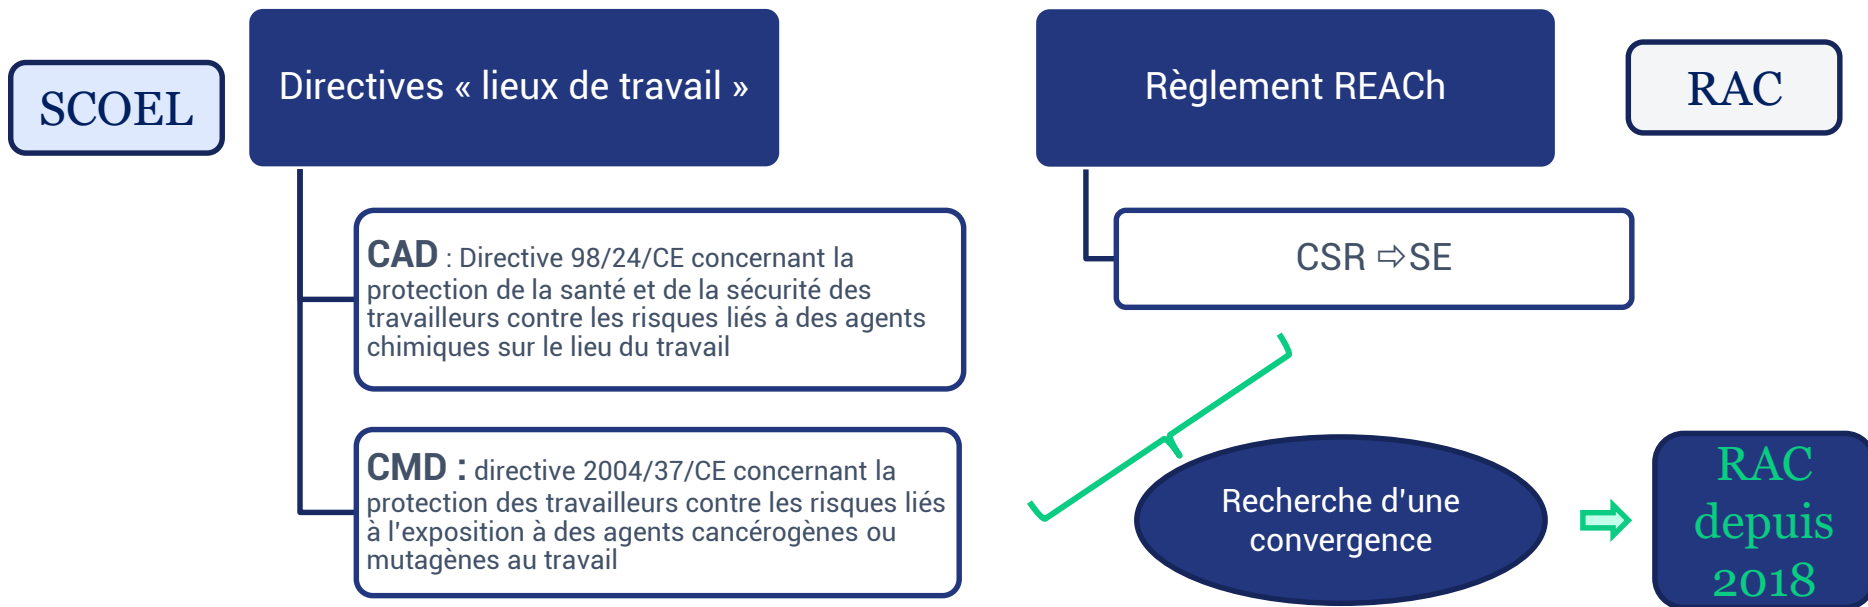 SCOEL
Directives « lieux de travail »
CAD : Directive 98/24/CE concernant la
protection de la santé et de la sécurité des
travailleurs contre les risques liés à des agents
chimiques sur le lieu du travail
CMD : directive 2004/37/CE concernant la
protection des travailleurs contre les risques liés
à l'exposition à des agents cancérogènes ou
mutagènes au travail
Règlement REACh
RAC
CSR ⇨SE
Recherche d'une
convergence
RAC
depuis
2018